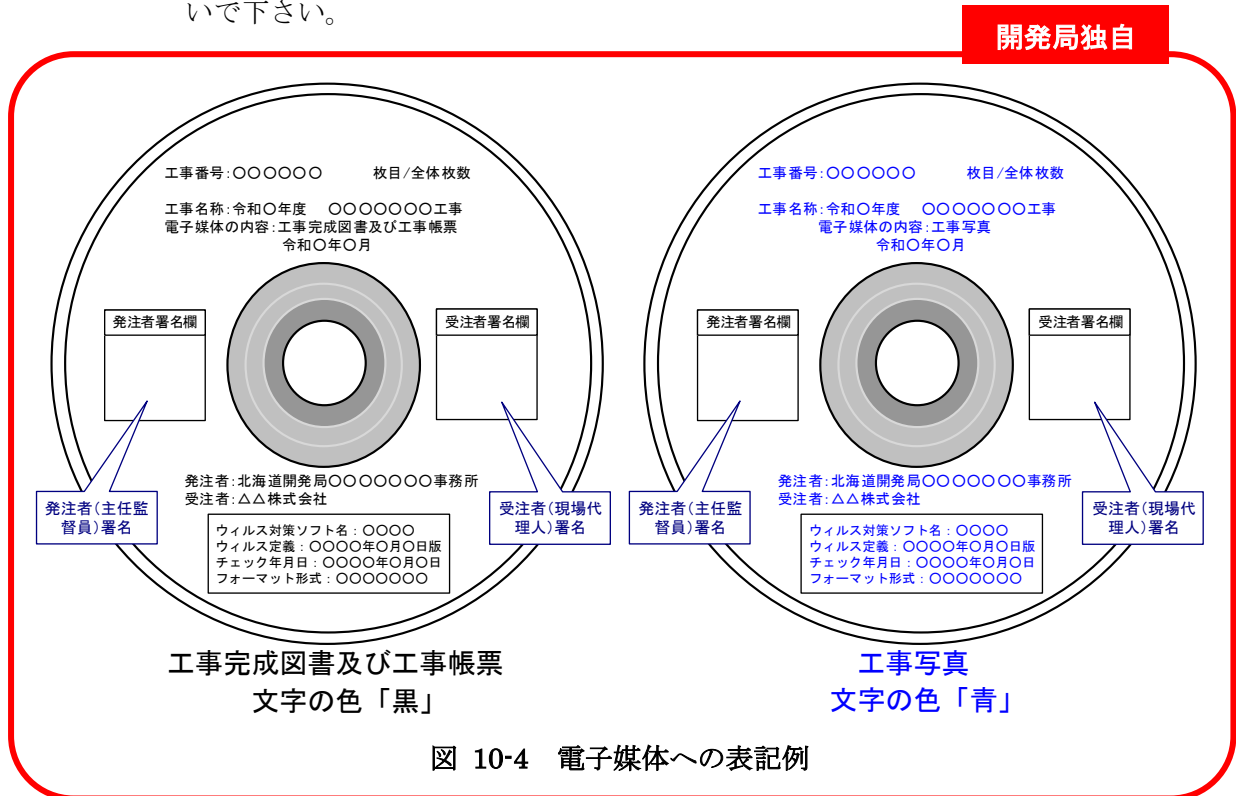 いで下さい。
開発局独自
工事番号:〇〇〇〇〇〇 枚目/全体枚数
工事名称:令和〇年度 〇〇〇〇〇〇〇工事
電子媒体の内容:工事完成図書及び工事帳票
令和〇年〇月
発注者署名欄
受注者署名欄
発注者:北海道開発局〇〇〇〇〇〇〇事務所
受注者:△△株式会社
発注者(主任監
督員)署名
受注者(現場代
理人)署名
ウィルス対策ソフト名:〇〇〇〇
ウィルス定義:〇〇〇〇年〇月〇日版
チェック年月日:〇〇〇〇年〇月〇日
フォーマット形式:〇〇〇〇〇〇〇
工事完成図書及び工事帳票
文字の色「黒」
工事番号:〇〇〇〇〇〇 枚目/全体枚数
工事名称:令和〇年度 〇〇〇〇〇〇〇工事
電子媒体の内容:工事写真
令和〇年〇月
発注者署名欄
受注者署名欄
発注者:北海道開発局〇〇〇〇〇〇〇事務所
受注者:△△株式会社
発注者(主任監
督員)署名
受注者(現場代
理人)署名
ウィルス対策ソフト名:〇〇〇〇
ウィルス定義:〇〇〇〇年〇月〇日版
チェック年月日:〇〇〇〇年〇月〇日
フォーマット形式:〇〇〇〇〇〇〇
工事写真
文字の色「青」
図 10-4 電子媒体への表記例